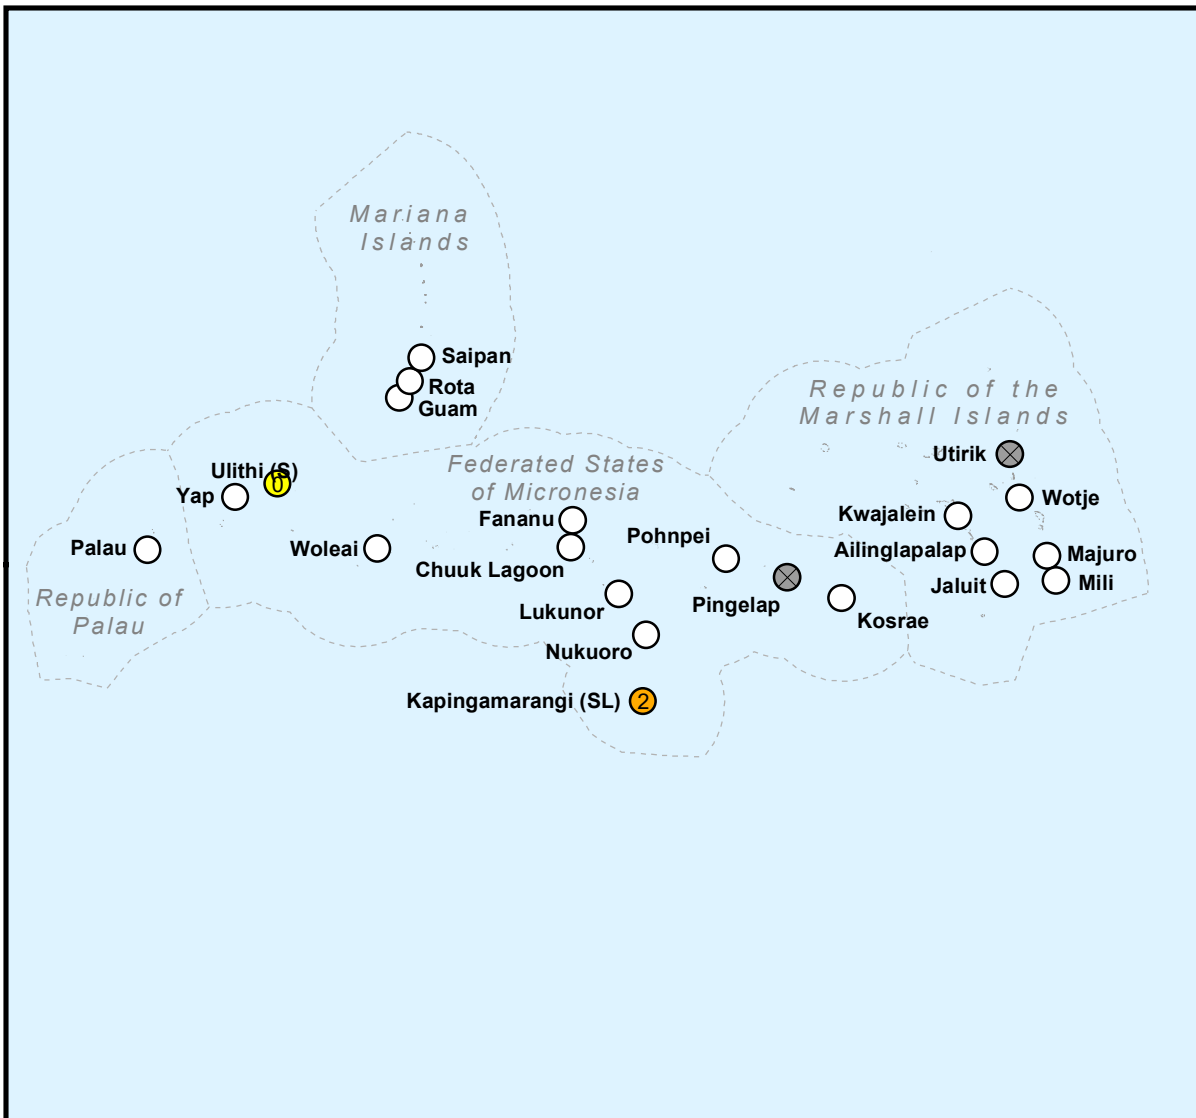 Mariana
Islands
Saipan
Rota
Guam
Republic of the
Marshall Islands
Utirik
Federated States
of Micronesia
Ulithi (S)
0
Yap
Wotje
Kwajalein
Fananu
Pohnpei
Palau
Woleai
Chuuk Lagoon
Ailinglapalap
Majuro
Mili
Jaluit
Republic of
Palau
Lukunor
Pingelap
Kosrae
Nukuoro
Kapingamarangi (SL)
2